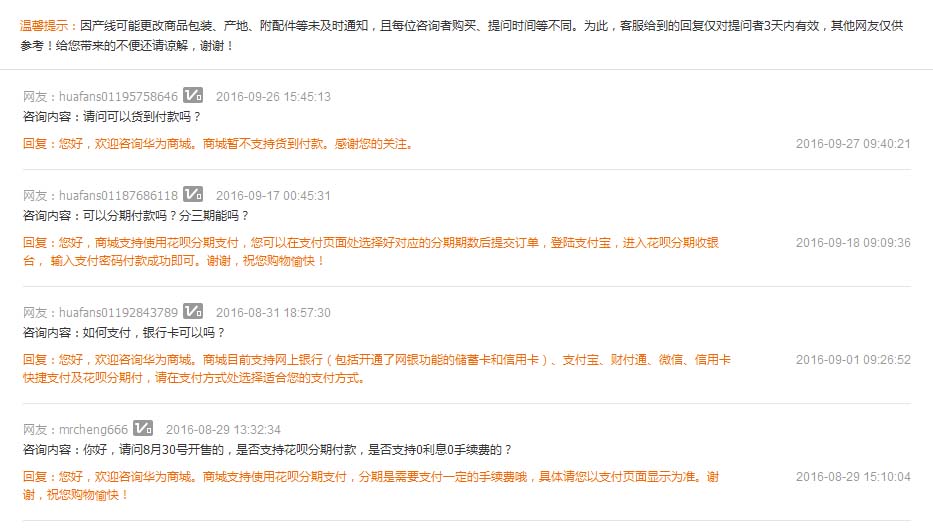 温馨提示：因产线可能更改商品包装、产地、附配件等未及时通知，且每位咨询者购买、提问时间等不同。为此，客服给到的回复仅对提问者3天内有效，其他网友仅供
参考！给您带来的不便还请谅解，谢谢！
网友：huafans01195758646 V0 2016-09-26 15:45:13
咨询内容：请问可以货到付款吗？
回复：您好，欢迎咨询华为商城。商城暂不支持货到付款。感谢您的关注。 2016-09-27 09:40:21
网友：huafans01187686118 V0 2016-09-17 00:45:31
咨询内容：可以分期付款吗？分三期能吗？
回复：您好，商城支持使用花呗分期支付，您可以在支付页面处选择好对应的分期期数后提交订单，登陆支付宝，进入花呗分期收银 2016-09-18 09:09:36
台， 输入支付密码付款成功即可。谢谢，祝您购物愉快！
网友：huafans01192843789 V0 2016-08-31 18:57:30
咨询内容：如何支付，银行卡可以吗？
回复：您好，欢迎咨询华为商城。商城目前支持网上银行（包括开通了网银功能的储蓄卡和信用卡）、支付宝、财付通、微信、信用卡 2016-09-01 09:26:52
快捷支付及花呗分期付，请在支付方式处选择适合您的支付方式。
网友：mrcheng666 V0 2016-08-29 13:32:34
咨询内容：你好，请问8月30号开售的，是否支持花呗分期付款，是否支持0利息0手续费的？
回复：您好，欢迎咨询华为商城。商城支持使用花呗分期支付，分期是需要支付一定的手续费哦，具体请您以支付页面显示为准。谢 2016-08-29 15:10:04
谢，祝您购物愉快！